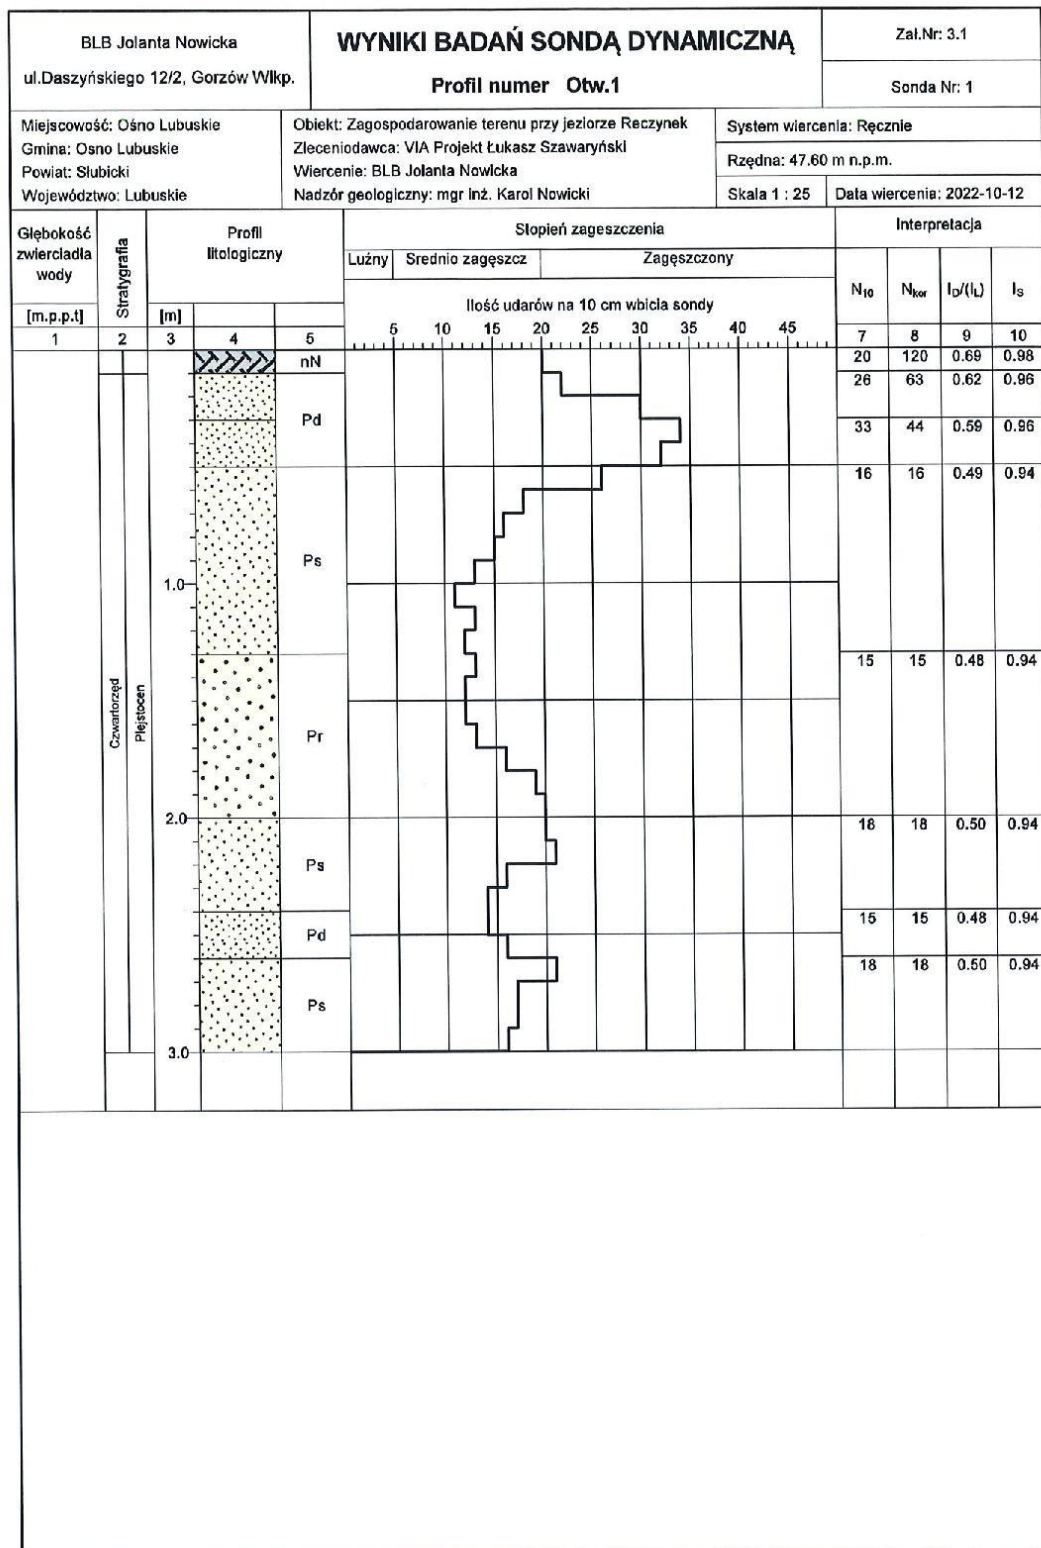 BLB Jolanta Nowicka
ul.Daszyńskiego 12/2, Gorzów Wlkp.
WYNIKI BADAŃ SONDĄ DYNAMICZNĄ
Profil numer Otw.1
Zał.Nr: 3.1
Sonda Nr: 1
Miejscowość: Ośno Lubuskie
Gmina: Osno Lubuskie
Powiat: Słubicki
Województwo: Lubuskie
Obiekt: Zagospodarowanie terenu przy jeziorze Reczynek
Zleceniodawca: VIA Projekt Łukasz Szawaryński
Wiercenie: BLB Jolanta Nowicka
Nadzór geologiczny: mgr inż. Karol Nowicki
System wiercenia: Ręcznie
Rzędna: 47.60 m n.p.m.
Skala 1 : 25
Data wiercenia: 2022-10-12
Głębokość
zwierciadła
wody
[m.p.p.t]
Stratygrafia
Profil
litologiczny
[m]
Stopień zageszczenia
Luźny
Srednio zagęszcz
Zagęszczony
Ilość udarów na 10 cm wbicia sondy
5 10 15 20 25 30 35 40 45
Interpretacja
N10 Nkor ID/(IL) IS
1 2 3 4 5 7 8 9 10
nN 20 120 0.69 0.98
26 63 0.62 0.96
Pd
33 44 0.59 0.96
16 16 0.49 0.94
Ps
1.0
15 15 0.48 0.94
Czwartorzęd
Plejstocen
Pr
2.0
18 18 0.50 0.94
Ps
15 15 0.48 0.94
Pd
18 18 0.50 0.94
Ps
3.0